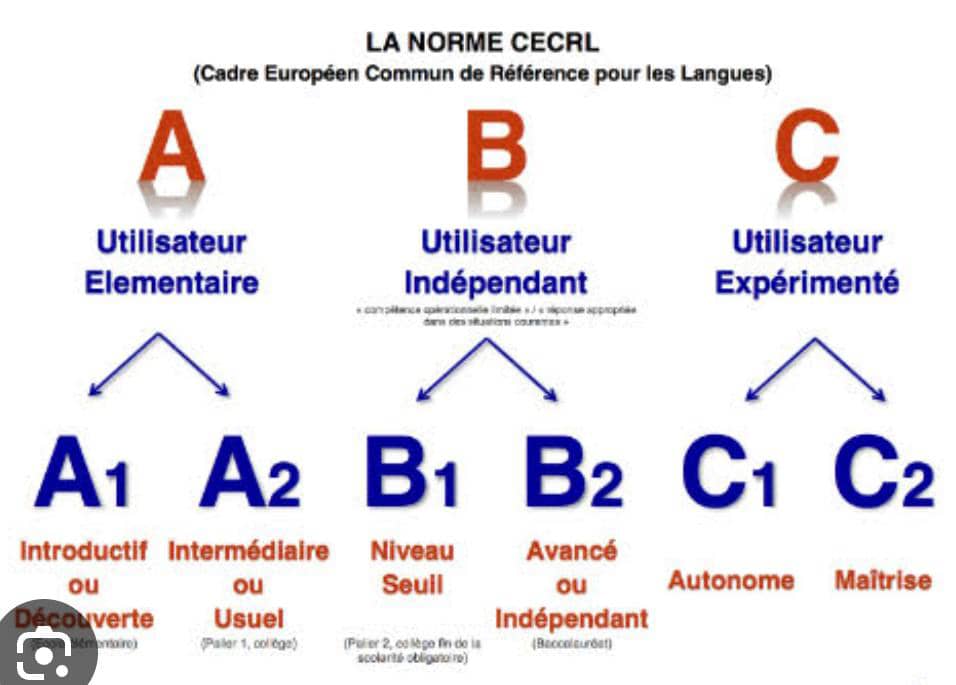 LA NORME CECRL
(Cadre Européen Commun de Référence pour les Langues)
A B C
Utilisateur Utilisateur Utilisateur
Elementaire Indépendant Expérimenté
« compétence opérationnelle limitée » / « réponse appropriée
dans des situations courantes »
A1 A2 B1 B2 C1 C2
Introductif Intermédiaire Niveau Avancé
ou ou Seuil ou Autonome Maîtrise
Découverte Usuel Indépendant
élémentaire) (Palier 1, collège) (Palier 2, collège fin de la (Baccalauréat)
scolarité obligatoire)